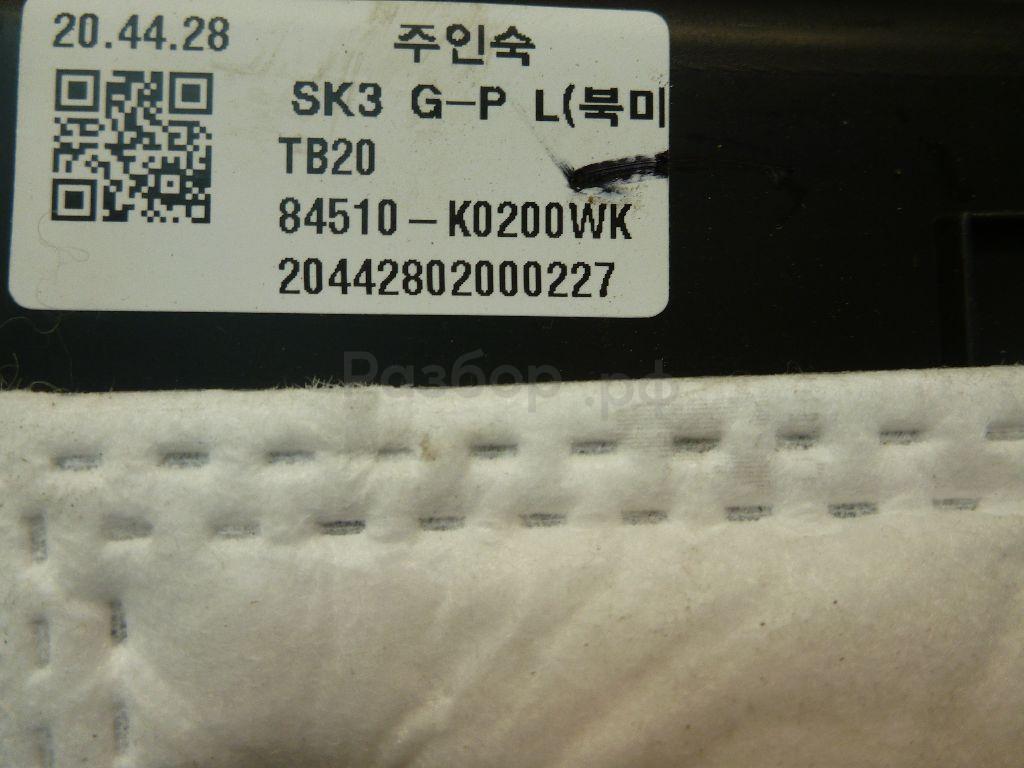 20.44.28 주인숙
SK3 G-P L(북미
TB20
84510-K0200WK
20442802000227
Разбор.рф